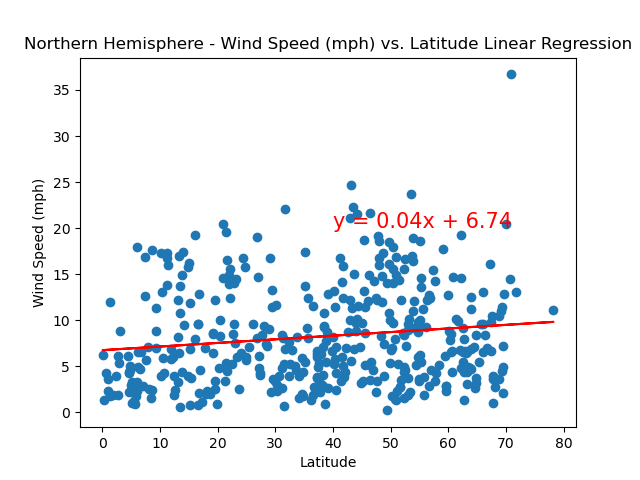 Northern Hemisphere - Wind Speed (mph) vs. Latitude Linear Regression
35
30
25
20
15
10
5
0
Wind Speed (mph)
y = 0.04x + 6.74
0 10 20 30 40 50 60 70 80
Latitude